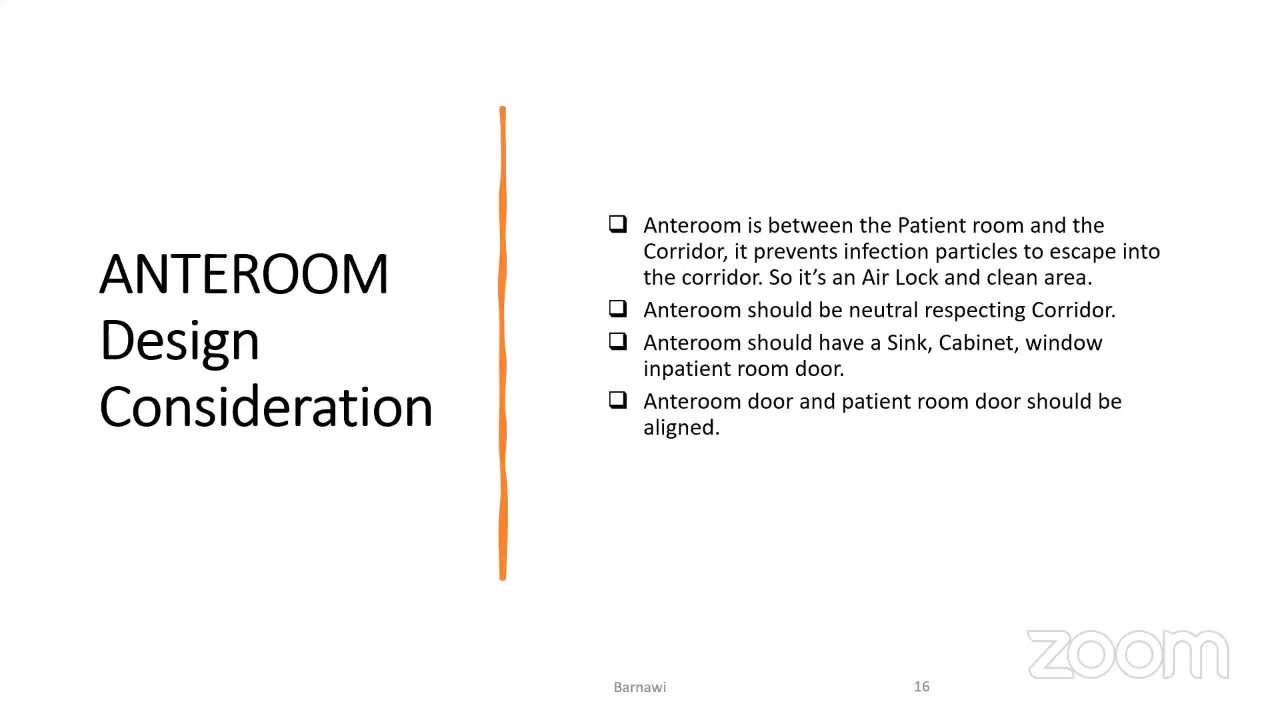 ANTEROOM
Design
Consideration
Anteroom is between the Patient room and the
Corridor, it prevents infection particles to escape into
the corridor. So it’s an Air Lock and clean area.
Anteroom should be neutral respecting Corridor.
Anteroom should have a Sink, Cabinet, window
inpatient room door.
Anteroom door and patient room door should be
aligned.
zoom
Barnawi
16